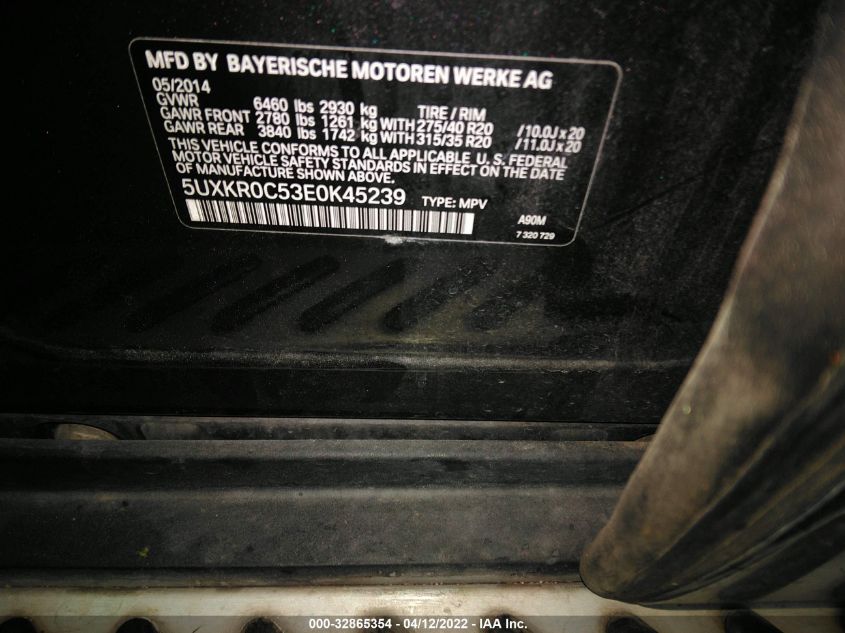 MFD BY BAYERISCHE MOTOREN WERKE AG
05/2014
GVWR 6460 lbs 2930 kg TIRE / RIM
GAWR FRONT 2780 lbs 1261 kg WITH 275/40 R20 /10.0J x 20
GAWR REAR 3840 lbs 1742 kg WITH 315/35 R20 /11.0J x 20
THIS VEHICLE CONFORMS TO ALL APPLICABLE U. S. FEDERAL
MOTOR VEHICLE SAFETY STANDARDS IN EFFECT ON THE DATE
OF MANUFACTURE SHOWN ABOVE.
5UXKR0C53E0K45239 TYPE: MPV A90M
7 320 729
000-32865354 - 04/12/2022 - IAA Inc.